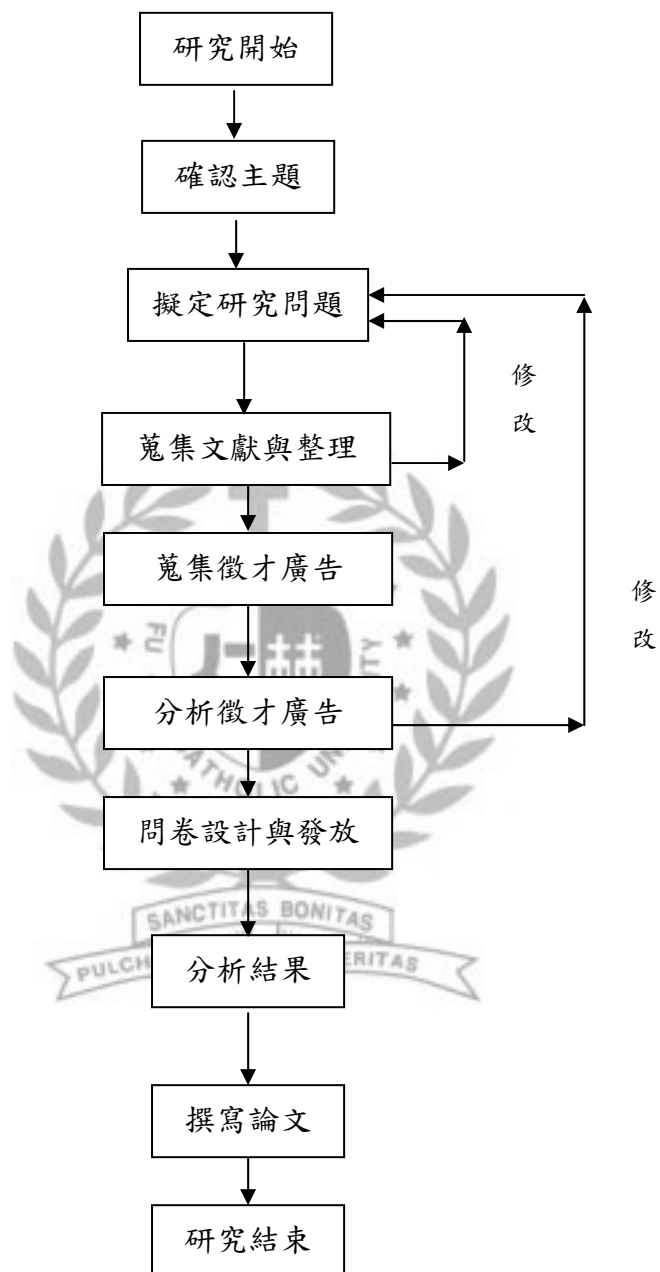 研究開始
確認主題
擬定研究問題
修
改
蒐集文獻與整理
蒐集徵才廣告
修
改
分析徵才廣告
問卷設計與發放
SANCTITAS BONITAS
分析結果
撰寫論文
研究結束